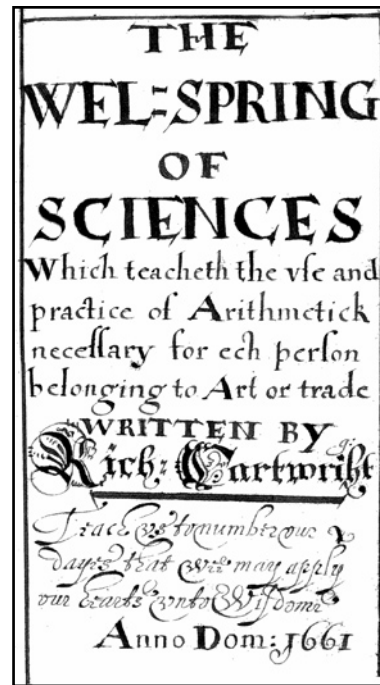 THE
WEL=SPRING
OF
SCIENCES
Which teacheth the vſe and
practice of Arithmetick
neceſſary for ech perſon
belonging to Art or trade
WRITTEN BY
Rich: Cartwriht
g:
Teach vs to number our
dayes that wee may apply
our hearts vnto Wisdome
Anno Dom: 1661